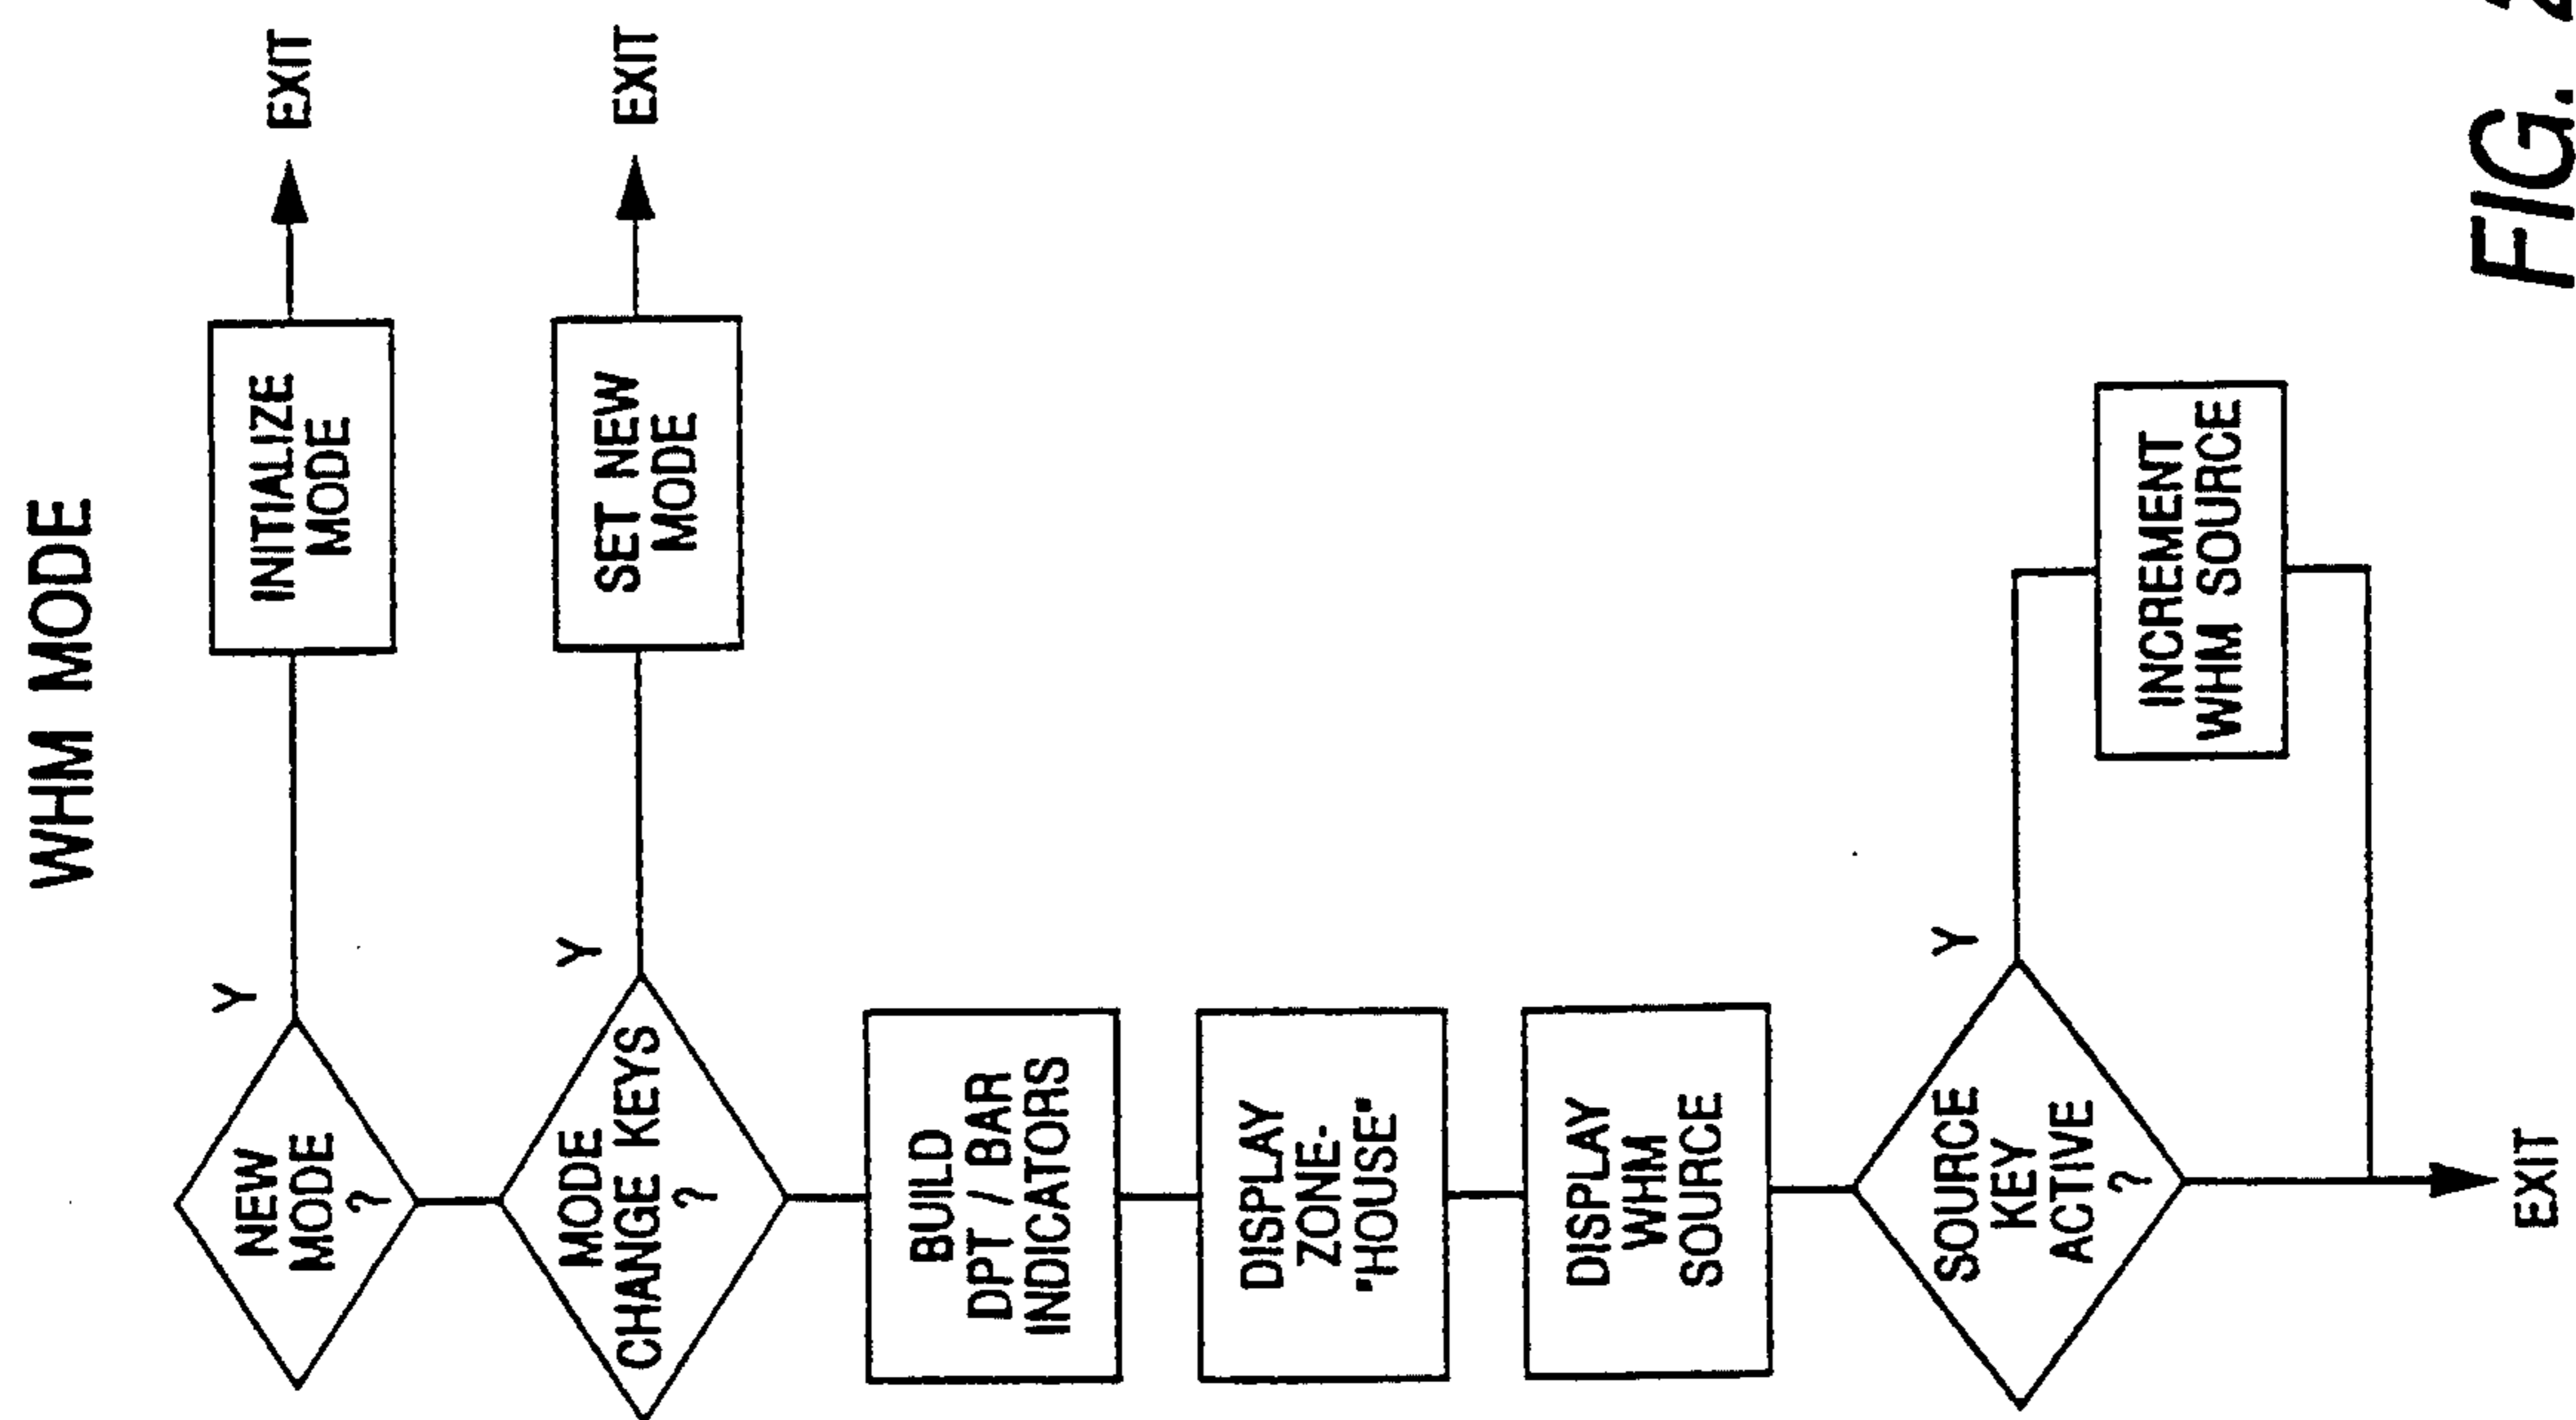 WHM MODE
NEW
MODE
?
Y
INITIALIZE
MODE
EXIT
MODE
CHANGE KEYS
?
Y
SET NEW
MODE
EXIT
BUILD
DPT / BAR
INDICATORS
DISPLAY
ZONE-
"HOUSE"
DISPLAY
WHM
SOURCE
SOURCE
KEY
ACTIVE
?
Y
INCREMENT
WHM SOURCE
EXIT
FIG.